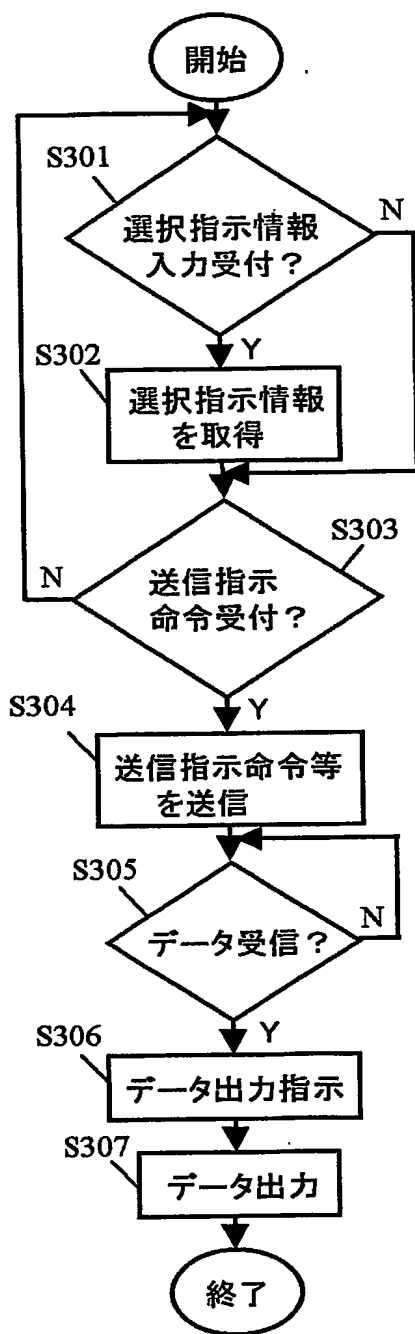 開始
S301
選択指示情報
入力受付？
N
Y
S302
選択指示情報
を取得
S303
N
送信指示
命令受付？
Y
S304
送信指示命令等
を送信
S305
N
データ受信？
Y
S306
データ出力指示
S307
データ出力
終了